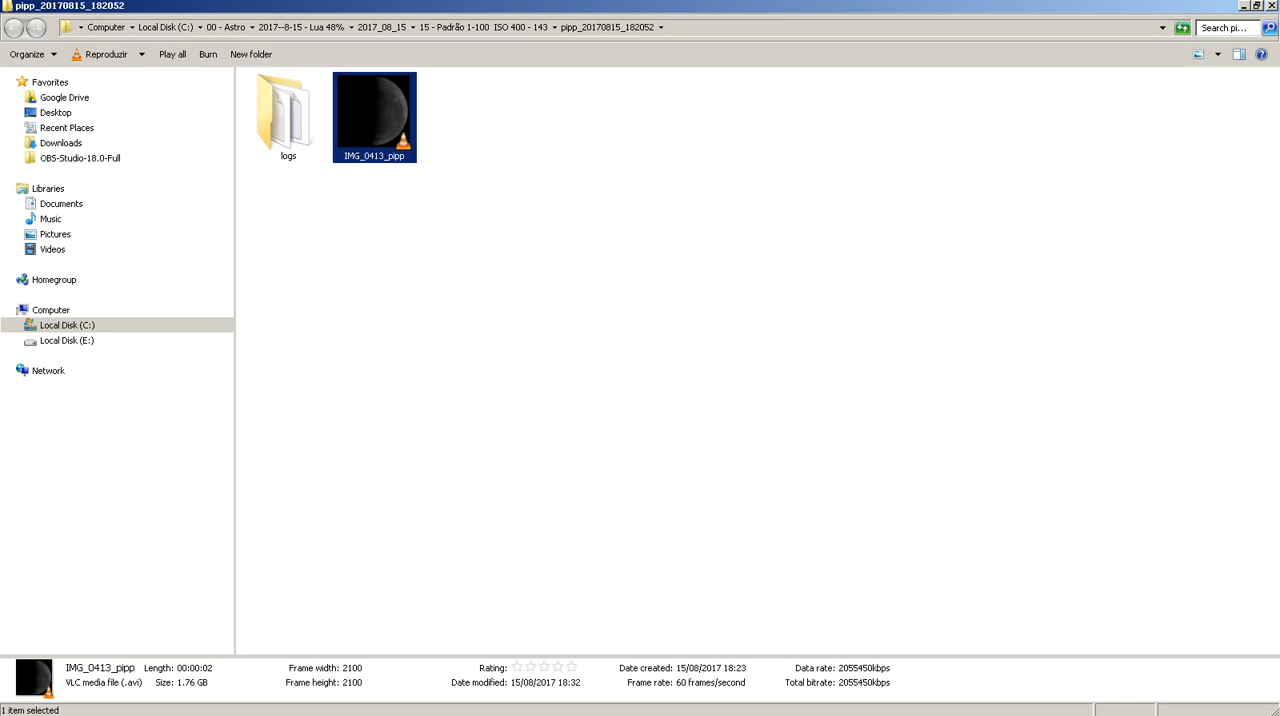 pipp_20170815_182052
Computer Local Disk (C:) 00 - Astro 2017--8-15 - Lua 48% 2017_08_15 15 - Padrão 1-100 ISO 400 - 143 pipp_20170815_182052 Search pi...
Organize Reproduzir Play all Burn New folder
Favorites
Google Drive
Desktop
Recent Places
Downloads
OBS-Studio-18.0-Full
Libraries
Documents
Music
Pictures
Videos
Homegroup
Computer
Local Disk (C:)
Local Disk (E:)
Network
logs IMG_0413_pipp
IMG_0413_pipp Length: 00:00:02 Frame width: 2100 Rating: Date created: 15/08/2017 18:23 Data rate: 2055450kbps
VLC media file (.avi) Size: 1.76 GB Frame height: 2100 Date modified: 15/08/2017 18:32 Frame rate: 60 frames/second Total bitrate: 2055450kbps
1 item selected